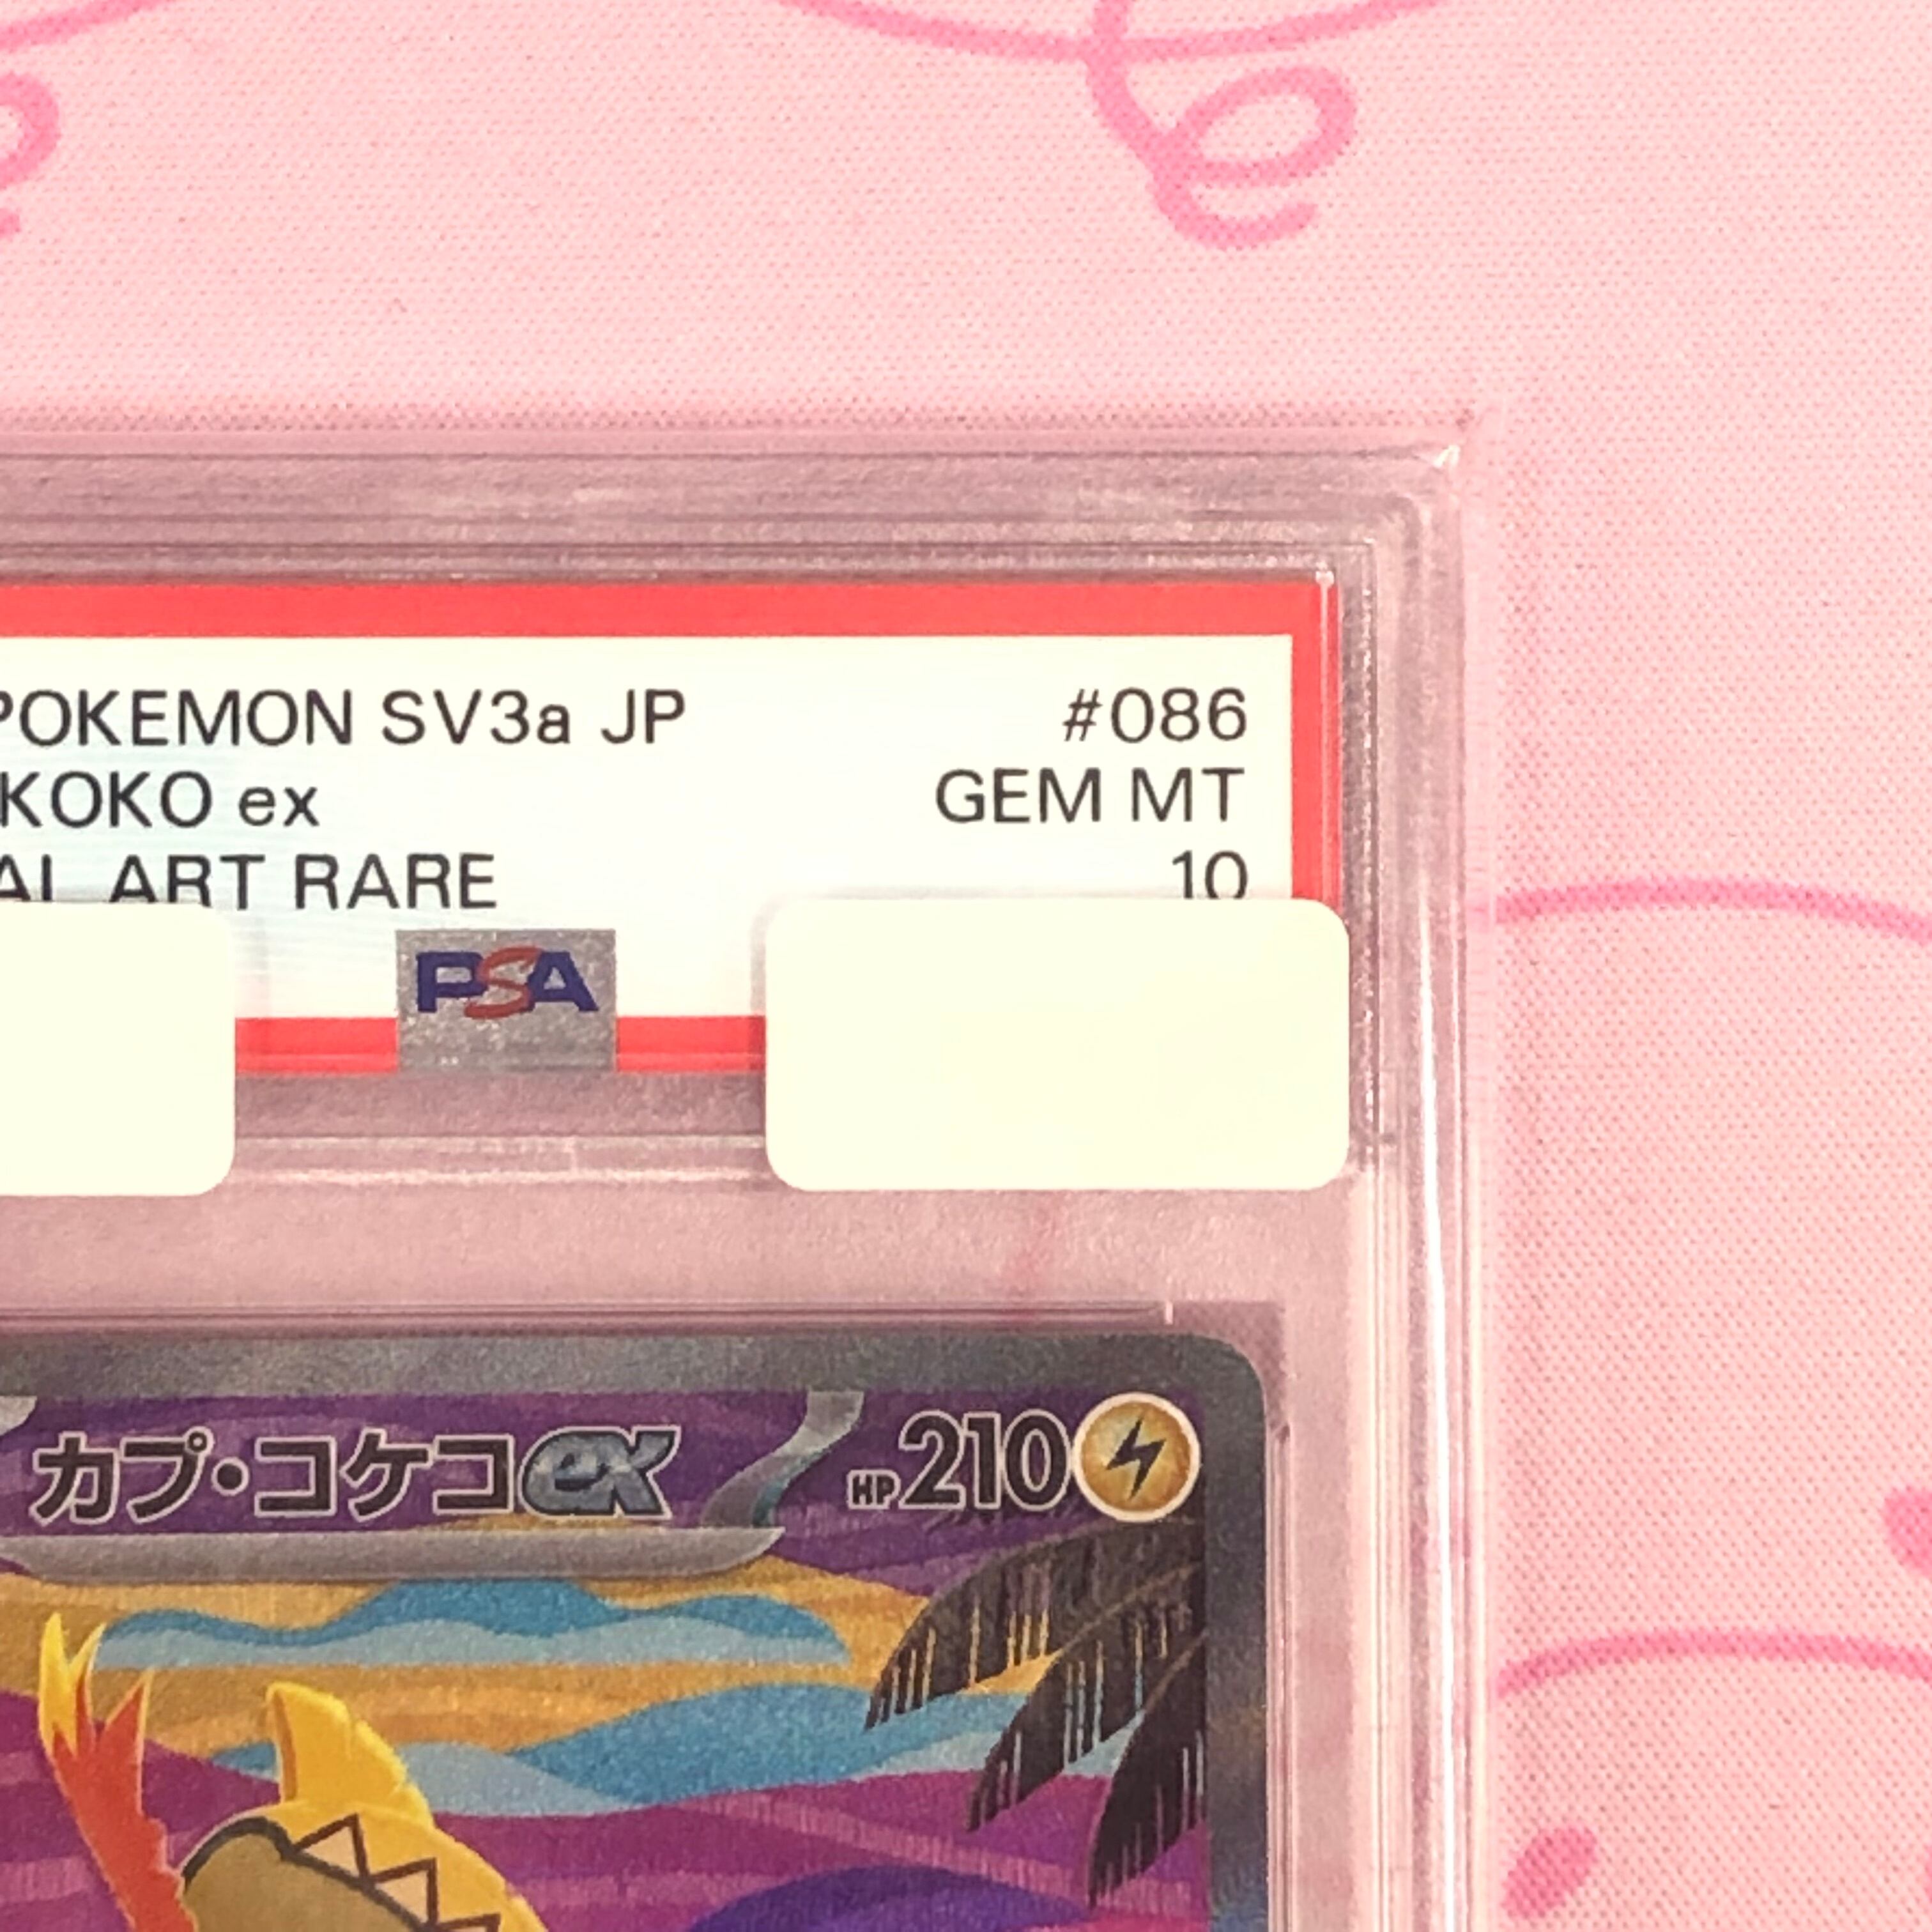 POKEMON SV3a JP #086
KOKO ex GEM MT
AL ART RARE 10
PSA
カプ・コケコex HP210